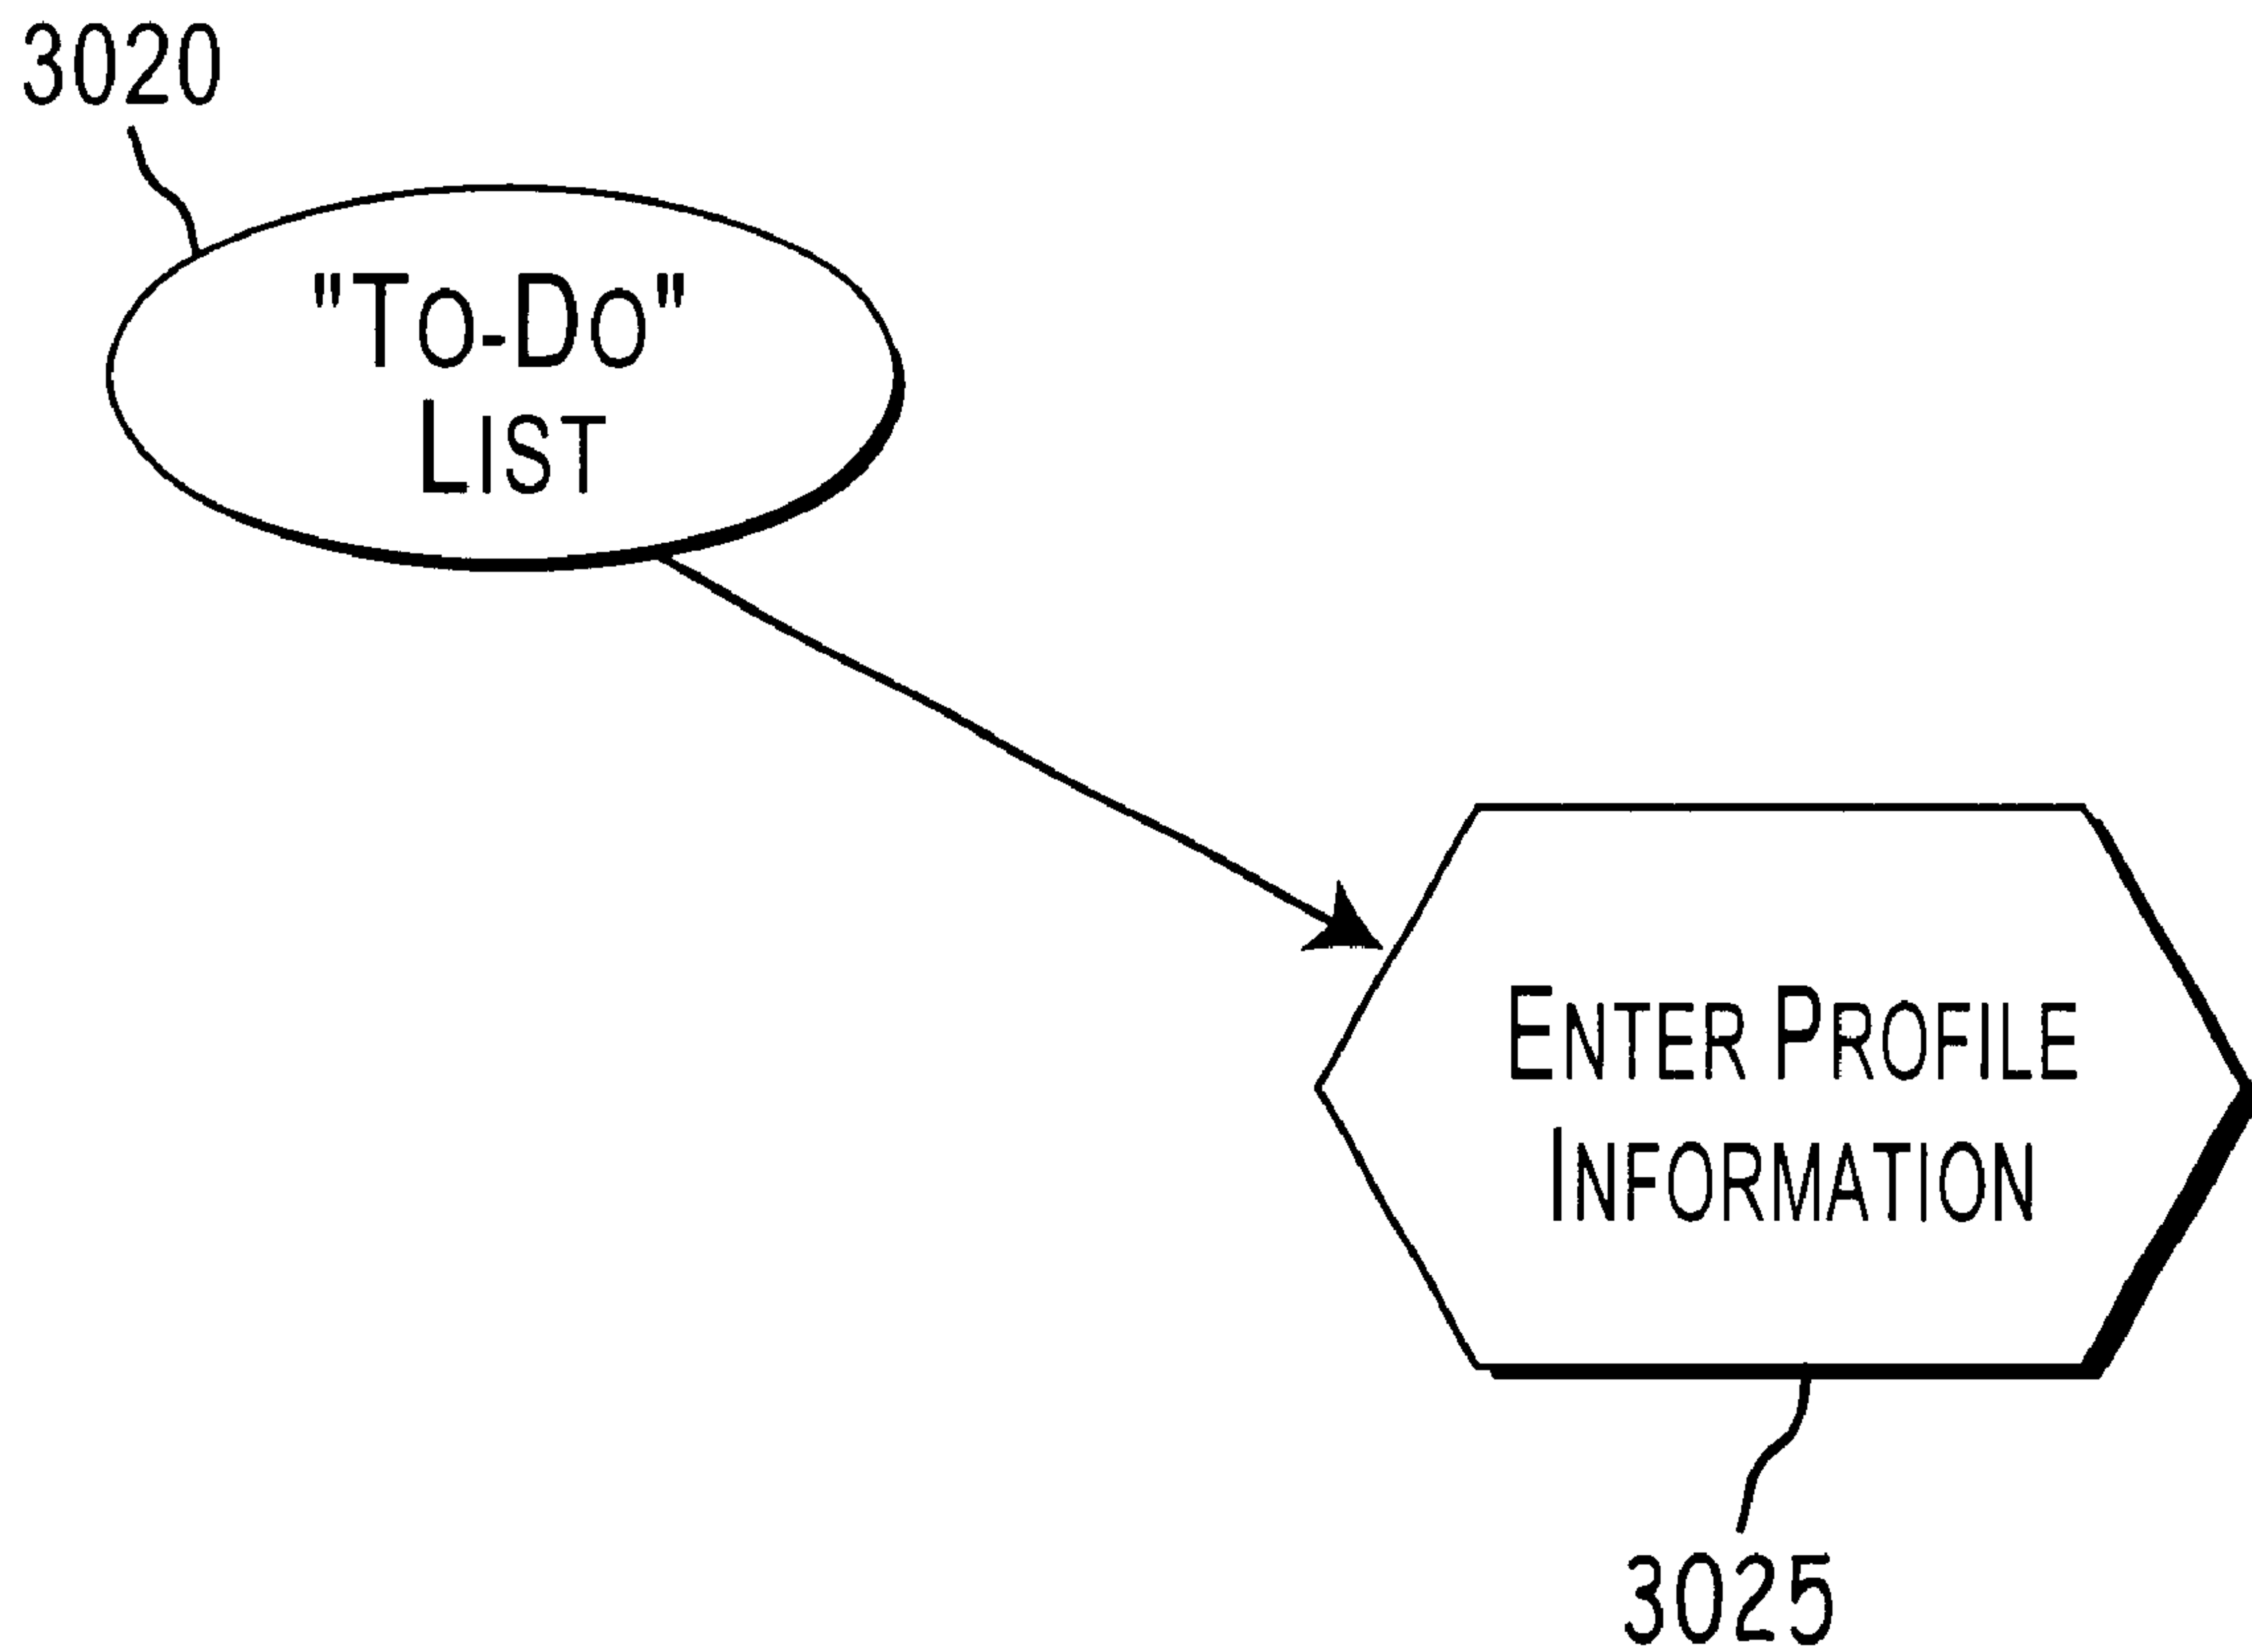 3020
"TO-DO"
LIST
ENTER PROFILE
INFORMATION
3025